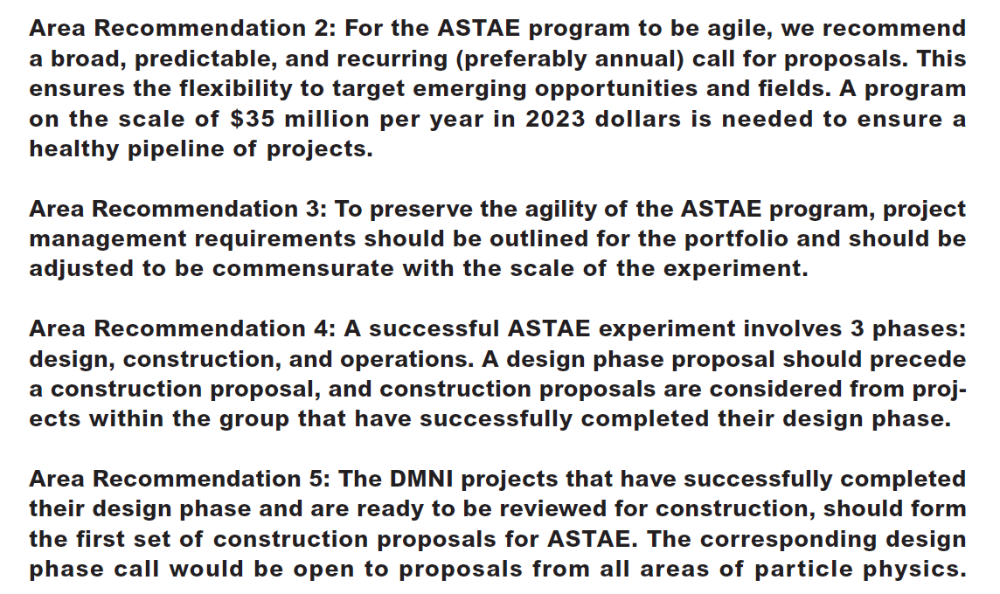 Area Recommendation 2: For the ASTAE program to be agile, we recommend
a broad, predictable, and recurring (preferably annual) call for proposals. This
ensures the flexibility to target emerging opportunities and fields. A program
on the scale of $35 million per year in 2023 dollars is needed to ensure a
healthy pipeline of projects.
Area Recommendation 3: To preserve the agility of the ASTAE program, project
management requirements should be outlined for the portfolio and should be
adjusted to be commensurate with the scale of the experiment.
Area Recommendation 4: A successful ASTAE experiment involves 3 phases:
design, construction, and operations. A design phase proposal should precede
a construction proposal, and construction proposals are considered from proj-
ects within the group that have successfully completed their design phase.
Area Recommendation 5: The DMNI projects that have successfully completed
their design phase and are ready to be reviewed for construction, should form
the first set of construction proposals for ASTAE. The corresponding design
phase call would be open to proposals from all areas of particle physics.